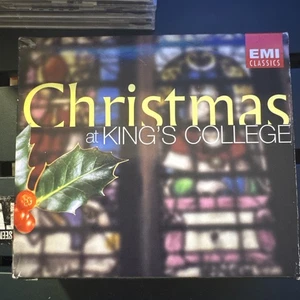 EMI
CLASSICS
Christmas
at KING'S COLLEGE